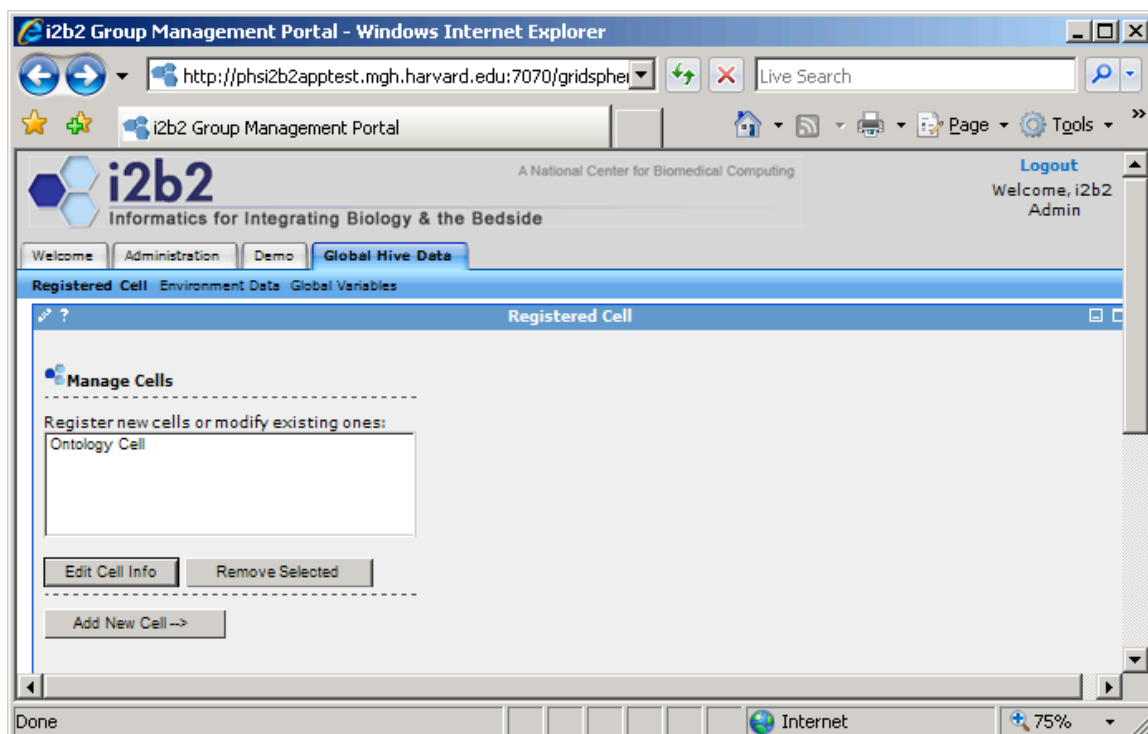 i2b2 Group Management Portal - Windows Internet Explorer
http://phsi2b2apptest.mgh.harvard.edu:7070/gridspher
Live Search
i2b2 Group Management Portal
Page Tools »
i2b2
A National Center for Biomedical Computing
Informatics for Integrating Biology & the Bedside
Logout
Welcome, i2b2
Admin
Welcome Administration Demo Global Hive Data
Registered Cell Environment Data Global Variables
? Registered Cell
Manage Cells
Register new cells or modify existing ones:
Ontology Cell
Edit Cell Info Remove Selected
Add New Cell-->
Done Internet 75%